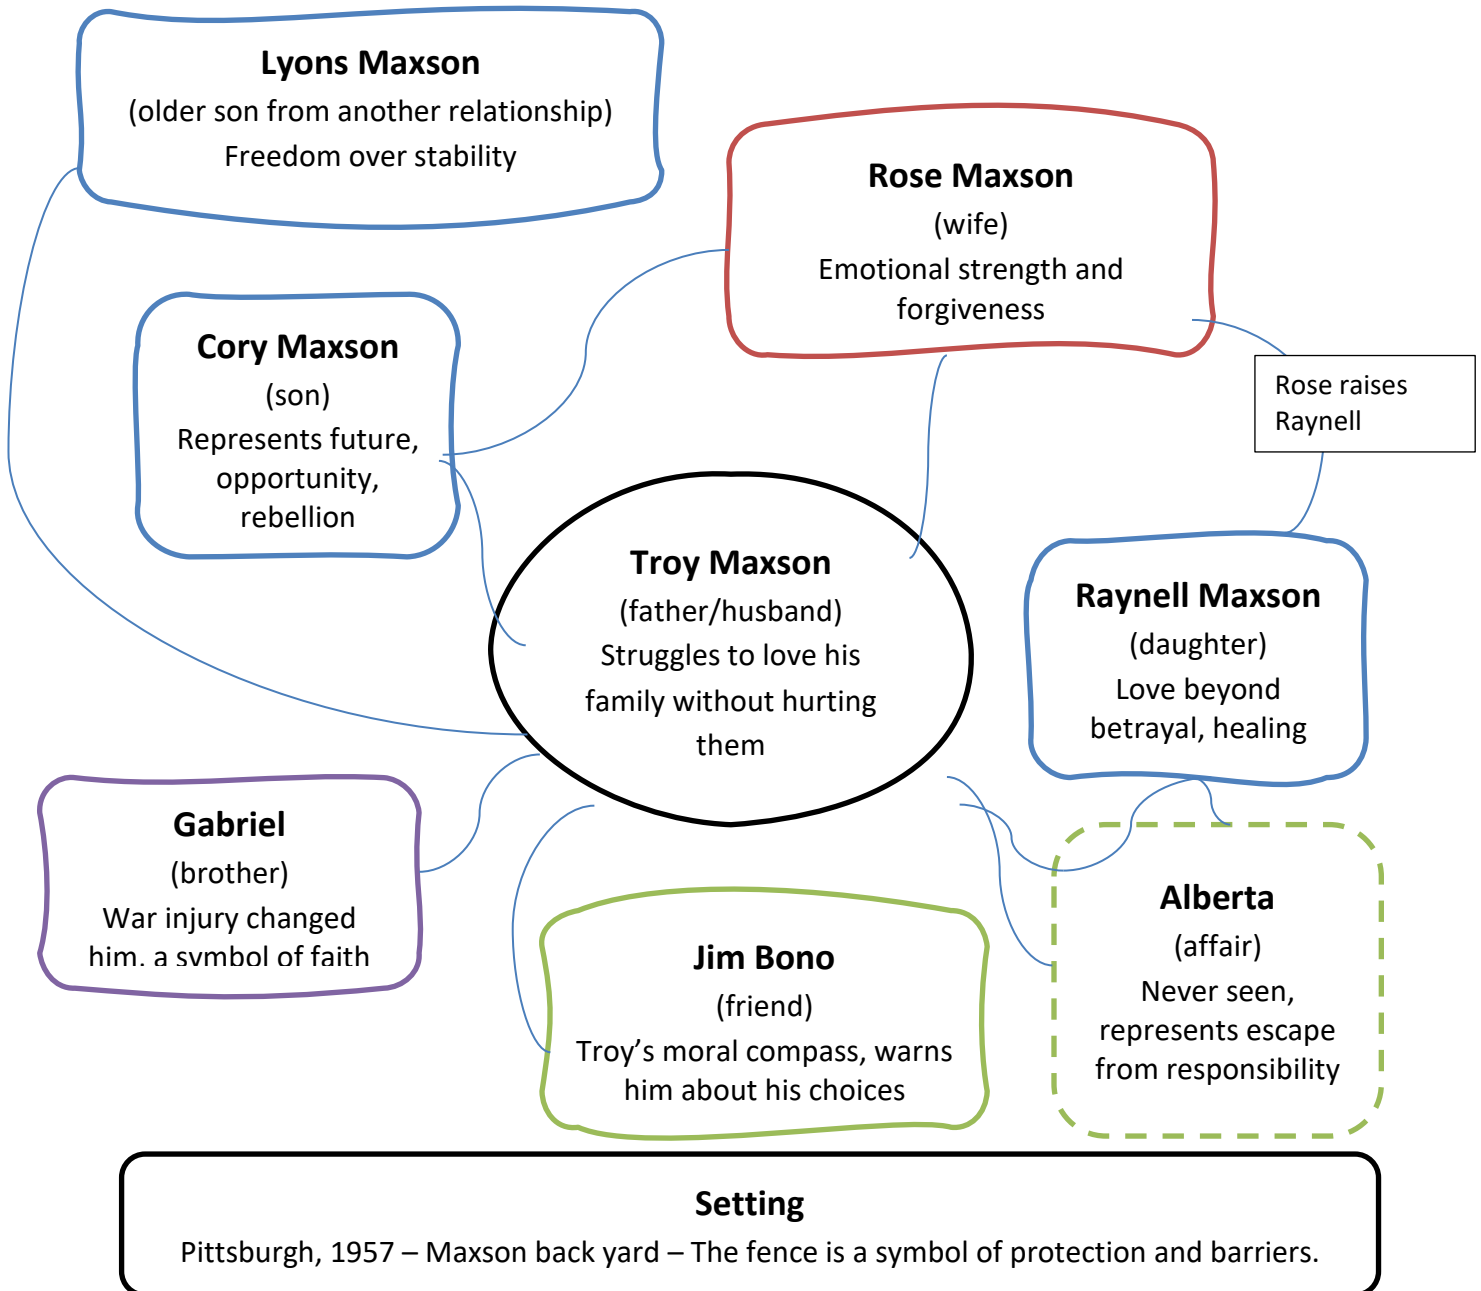 Lyons Maxson
(older son from another relationship)
Freedom over stability
Rose Maxson
(wife)
Emotional strength and
forgiveness
Cory Maxson
(son)
Represents future,
opportunity,
rebellion
Rose raises
Raynell
Troy Maxson
(father/husband)
Struggles to love his
family without hurting
them
Raynell Maxson
(daughter)
Love beyond
betrayal, healing
Gabriel
(brother)
War injury changed
him, a symbol of faith
Jim Bono
(friend)
Troy’s moral compass, warns
him about his choices
Alberta
(affair)
Never seen,
represents escape
from responsibility
Setting
Pittsburgh, 1957 – Maxson back yard – The fence is a symbol of protection and barriers.